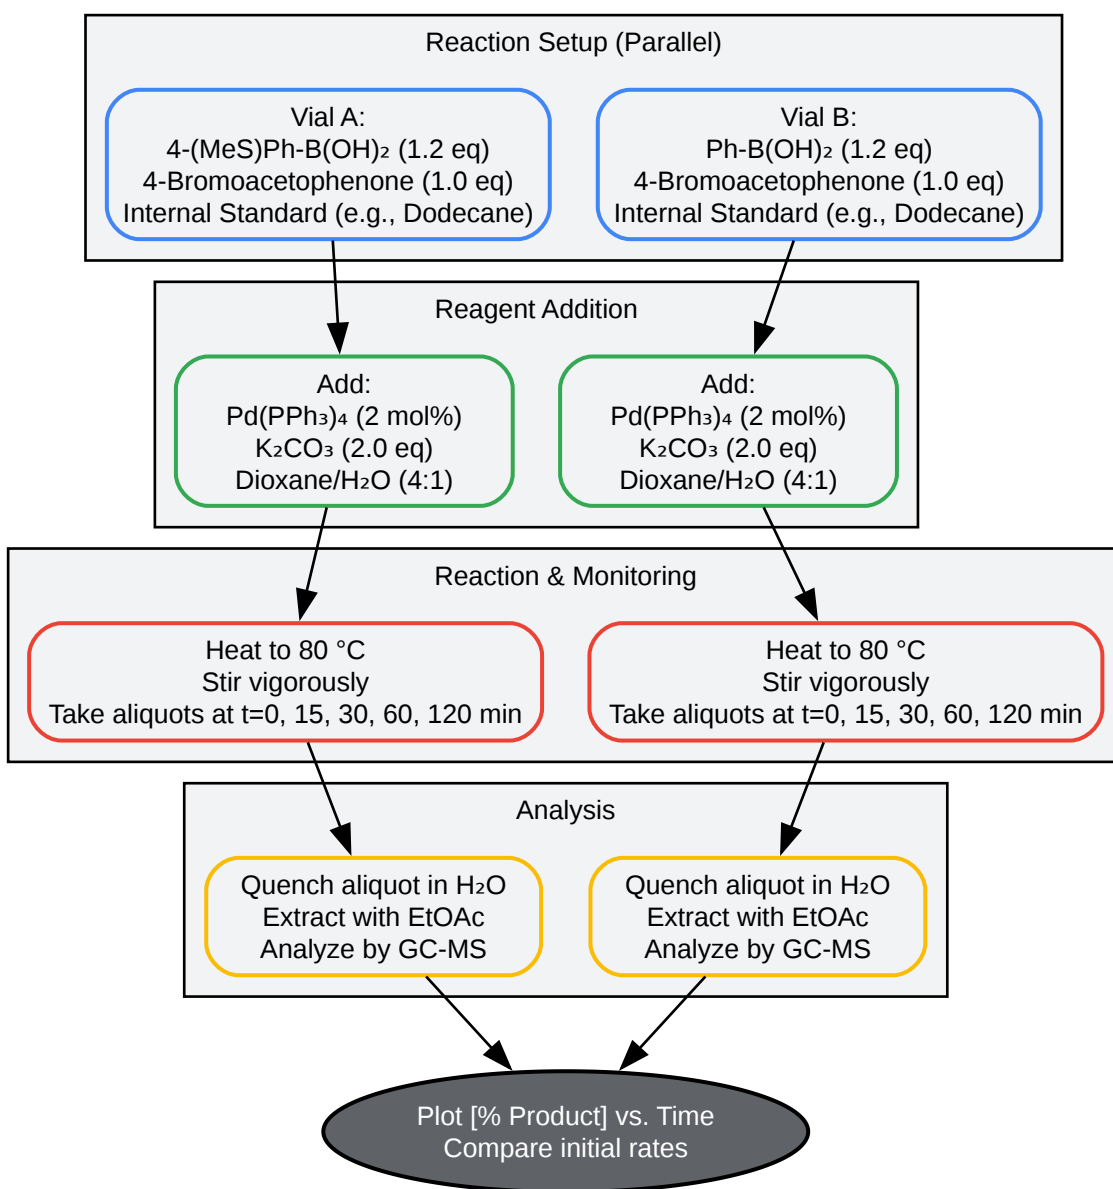 Reaction Setup (Parallel)
Vial A:
4-(MeS)Ph-B(OH)₂ (1.2 eq)
4-Bromoacetophenone (1.0 eq)
Internal Standard (e.g., Dodecane)
Vial B:
Ph-B(OH)₂ (1.2 eq)
4-Bromoacetophenone (1.0 eq)
Internal Standard (e.g., Dodecane)
Reagent Addition
Add:
Pd(PPh₃)₄ (2 mol%)
K₂CO₃ (2.0 eq)
Dioxane/H₂O (4:1)
Add:
Pd(PPh₃)₄ (2 mol%)
K₂CO₃ (2.0 eq)
Dioxane/H₂O (4:1)
Reaction & Monitoring
Heat to 80 °C
Stir vigorously
Take aliquots at t=0, 15, 30, 60, 120 min
Heat to 80 °C
Stir vigorously
Take aliquots at t=0, 15, 30, 60, 120 min
Analysis
Quench aliquot in H₂O
Extract with EtOAc
Analyze by GC-MS
Quench aliquot in H₂O
Extract with EtOAc
Analyze by GC-MS
Plot [% Product] vs. Time
Compare initial rates